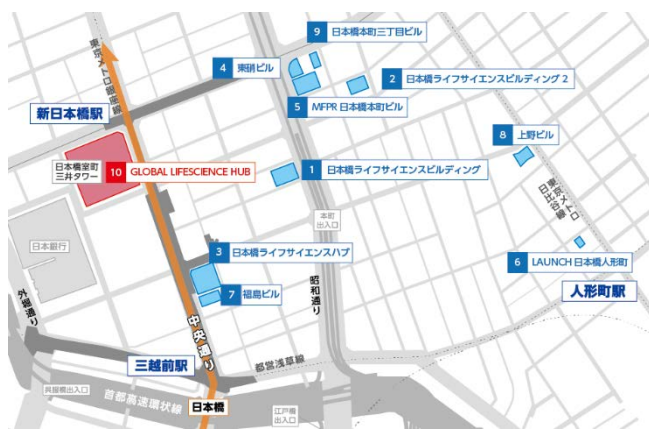 東京メトロ銀座線
9 日本橋本町三丁目ビル
4 東硝ビル
2 日本橋ライフサイエンスビルディング 2
新日本橋駅
5 MFPR 日本橋本町ビル
8 上野ビル
日本橋室町
三井タワー
10 GLOBAL LIFESCIENCE HUB
1 日本橋ライフサイエンスビルディング
東京メトロ
日比谷線
本町
出入口
日本銀行
3 日本橋ライフサイエンスハブ
6 LAUNCH 日本橋人形町
外堀通り
7 福島ビル
昭和通り
人形町駅
中央通り
三越前駅
都営浅草線
呉服橋出入口
首都高速環状線
日本橋
江戸橋
出入口